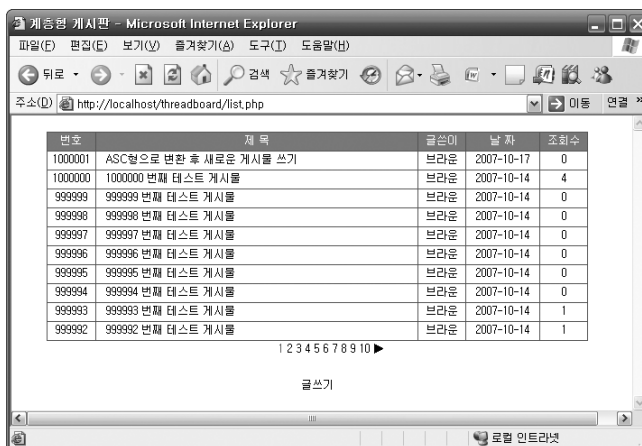 계층형 게시판 - Microsoft Internet Explorer
파일(F) 편집(E) 보기(V) 즐겨찾기(A) 도구(T) 도움말(H)
뒤로 검색 즐겨찾기
주소(D) http://localhost/threadboard/list.php 이동 연결 »
번호 제 목 글쓴이 날 짜 조회수
1000001 ASC형으로 변환 후 새로운 게시물 쓰기 브라운 2007-10-17 0
1000000 1000000 번째 테스트 게시물 브라운 2007-10-14 4
999999 999999 번째 테스트 게시물 브라운 2007-10-14 0
999998 999998 번째 테스트 게시물 브라운 2007-10-14 0
999997 999997 번째 테스트 게시물 브라운 2007-10-14 0
999996 999996 번째 테스트 게시물 브라운 2007-10-14 0
999995 999995 번째 테스트 게시물 브라운 2007-10-14 0
999994 999994 번째 테스트 게시물 브라운 2007-10-14 0
999993 999993 번째 테스트 게시물 브라운 2007-10-14 1
999992 999992 번째 테스트 게시물 브라운 2007-10-14 1
1 2 3 4 5 6 7 8 9 10 ▶
글쓰기
로컬 인트라넷